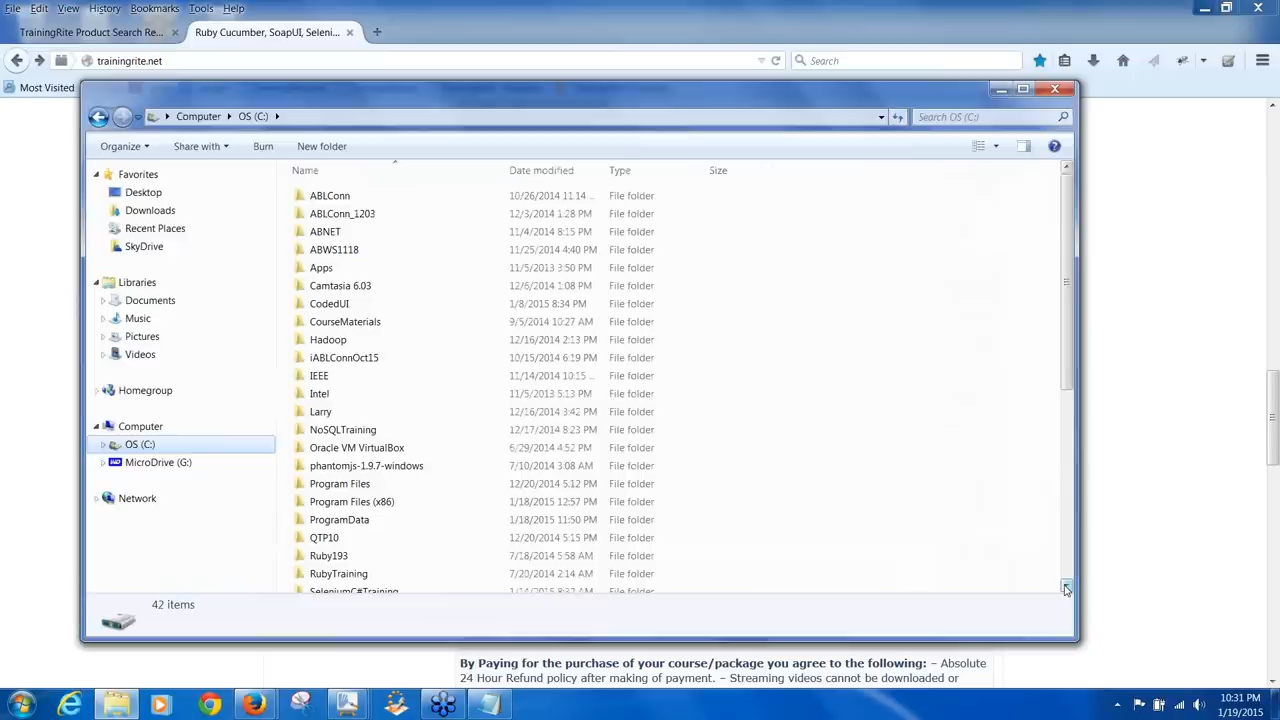 File Edit View History Bookmarks Tools Help
TrainingRite Product Search Re...
Ruby Cucumber, SoapUI, Seleni...
trainingrite.net
Search
Most Visited
Computer OS (C:)
Search OS (C:)
Organize Share with Burn New folder
Name Date modified Type Size
Favorites
Desktop
Downloads
Recent Places
SkyDrive
Libraries
Documents
Music
Pictures
Videos
Homegroup
Computer
OS (C:)
MicroDrive (G:)
Network
ABLConn 10/26/2014 11:14 ... File folder
ABLConn_1203 12/3/2014 1:28 PM File folder
ABNET 11/4/2014 8:15 PM File folder
ABWS1118 11/25/2014 4:40 PM File folder
Apps 11/5/2013 3:50 PM File folder
Camtasia 6.03 12/6/2014 1:08 PM File folder
CodedUI 1/8/2015 8:34 PM File folder
CourseMaterials 9/5/2014 10:27 AM File folder
Hadoop 12/16/2014 2:13 PM File folder
iABLConnOct15 10/15/2014 6:19 PM File folder
IEEE 11/14/2014 10:15 ... File folder
Intel 11/5/2013 5:13 PM File folder
Larry 12/16/2014 3:42 PM File folder
NoSQLTraining 12/17/2014 8:23 PM File folder
Oracle VM VirtualBox 6/29/2014 4:52 PM File folder
phantomjs-1.9.7-windows 7/10/2014 3:08 AM File folder
Program Files 12/20/2014 5:12 PM File folder
Program Files (x86) 1/18/2015 12:57 PM File folder
ProgramData 1/18/2015 11:50 PM File folder
QTP10 12/20/2014 5:15 PM File folder
Ruby193 7/18/2014 5:58 AM File folder
RubyTraining 7/20/2014 2:14 AM File folder
SeleniumC#Training 1/14/2015 8:32 AM File folder
42 items
By Paying for the purchase of your course/package you agree to the following: – Absolute
24 Hour Refund policy after making of payment. – Streaming videos cannot be downloaded or
10:31 PM
1/19/2015